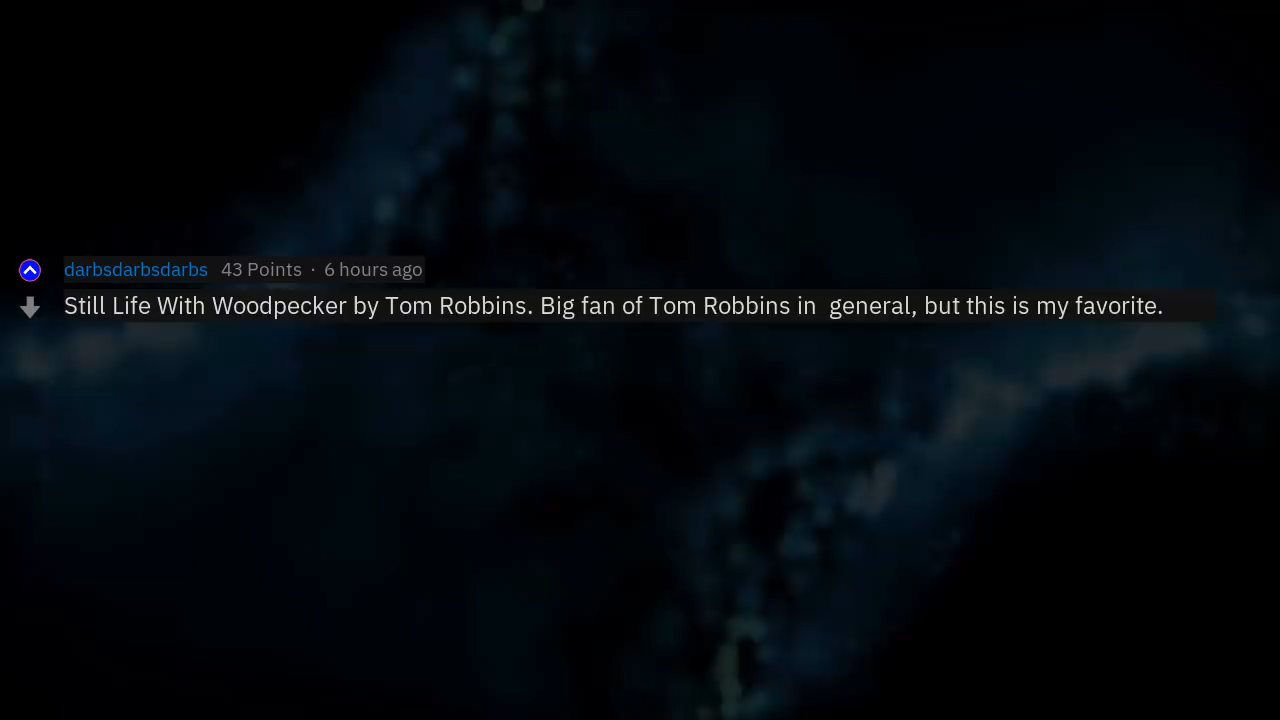 darbsdarbsdarbs 43 Points · 6 hours ago
Still Life With Woodpecker by Tom Robbins. Big fan of Tom Robbins in  general, but this is my favorite.